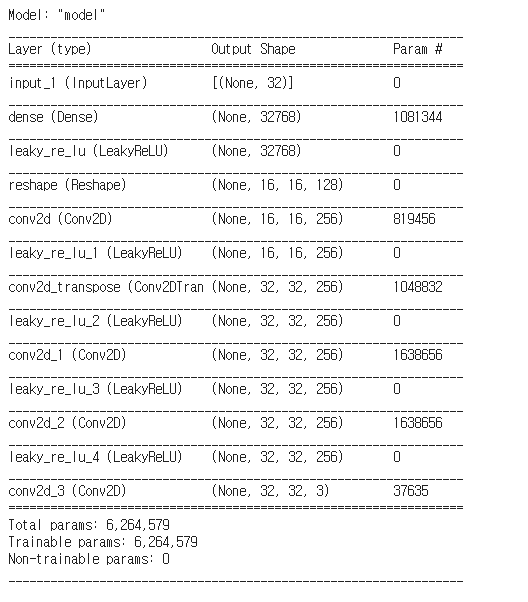 Model: "model"
_________________________________________________________________
Layer (type)                 Output Shape              Param #
=================================================================
input_1 (InputLayer)         [(None, 32)]              0
_________________________________________________________________
dense (Dense)                (None, 32768)             1081344
_________________________________________________________________
leaky_re_lu (LeakyReLU)      (None, 32768)             0
_________________________________________________________________
reshape (Reshape)            (None, 16, 16, 128)       0
_________________________________________________________________
conv2d (Conv2D)              (None, 16, 16, 256)       819456
_________________________________________________________________
leaky_re_lu_1 (LeakyReLU)    (None, 16, 16, 256)       0
_________________________________________________________________
conv2d_transpose (Conv2DTran (None, 32, 32, 256)       1048832
_________________________________________________________________
leaky_re_lu_2 (LeakyReLU)    (None, 32, 32, 256)       0
_________________________________________________________________
conv2d_1 (Conv2D)            (None, 32, 32, 256)       1638656
_________________________________________________________________
leaky_re_lu_3 (LeakyReLU)    (None, 32, 32, 256)       0
_________________________________________________________________
conv2d_2 (Conv2D)            (None, 32, 32, 256)       1638656
_________________________________________________________________
leaky_re_lu_4 (LeakyReLU)    (None, 32, 32, 256)       0
_________________________________________________________________
conv2d_3 (Conv2D)            (None, 32, 32, 3)         37635
=================================================================
Total params: 6,264,579
Trainable params: 6,264,579
Non-trainable params: 0
_________________________________________________________________